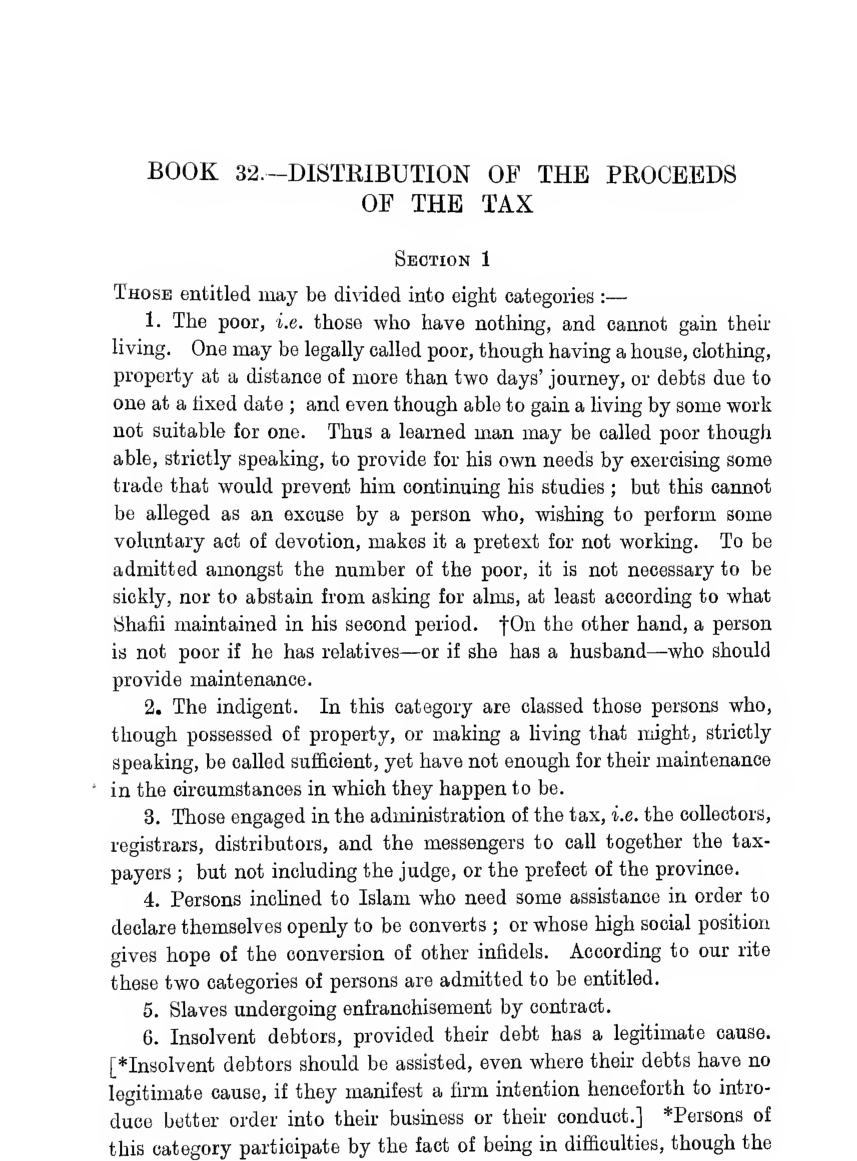 BOOK 32.—DISTRIBUTION OF THE PROCEEDS
OF THE TAX
SECTION 1
THOSE entitled may be divided into eight categories :—
1. The poor, i.e. those who have nothing, and cannot gain their
living. One may be legally called poor, though having a house, clothing,
property at a distance of more than two days' journey, or debts due to
one at a fixed date ; and even though able to gain a living by some work
not suitable for one. Thus a learned man may be called poor though
able, strictly speaking, to provide for his own needs by exercising some
trade that would prevent him continuing his studies ; but this cannot
be alleged as an excuse by a person who, wishing to perform some
voluntary act of devotion, makes it a pretext for not working. To be
admitted amongst the number of the poor, it is not necessary to be
sickly, nor to abstain from asking for alms, at least according to what
Shafii maintained in his second period. †On the other hand, a person
is not poor if he has relatives—or if she has a husband—who should
provide maintenance.
2. The indigent. In this category are classed those persons who,
though possessed of property, or making a living that might, strictly
speaking, be called sufficient, yet have not enough for their maintenance
in the circumstances in which they happen to be.
3. Those engaged in the administration of the tax, i.e. the collectors,
registrars, distributors, and the messengers to call together the tax-
payers ; but not including the judge, or the prefect of the province.
4. Persons inclined to Islam who need some assistance in order to
declare themselves openly to be converts ; or whose high social position
gives hope of the conversion of other infidels. According to our rite
these two categories of persons are admitted to be entitled.
5. Slaves undergoing enfranchisement by contract.
6. Insolvent debtors, provided their debt has a legitimate cause.
[*Insolvent debtors should be assisted, even where their debts have no
legitimate cause, if they manifest a firm intention henceforth to intro-
duce better order into their business or their conduct.] *Persons of
this category participate by the fact of being in difficulties, though the